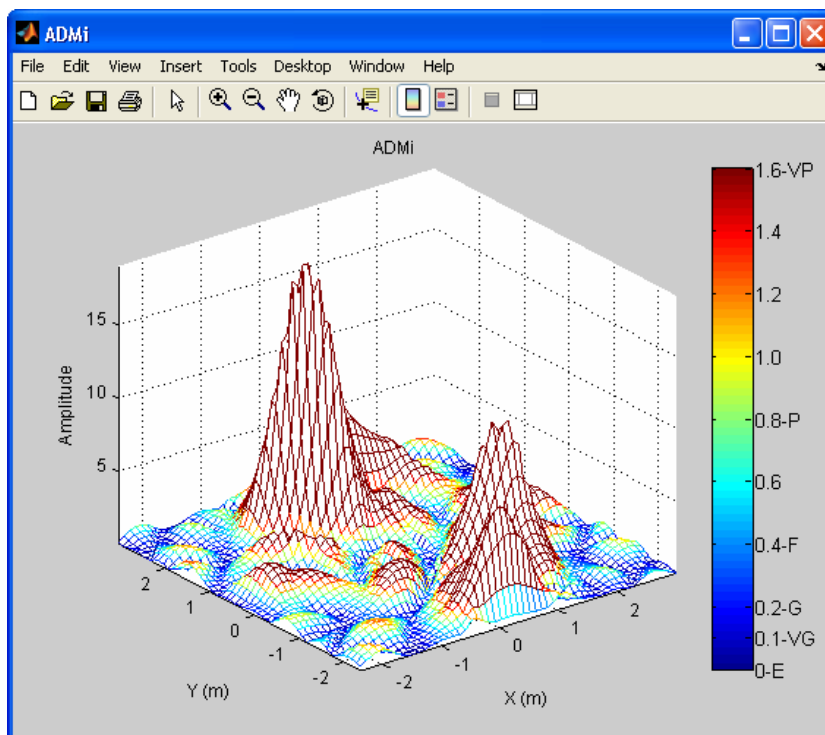 ADMi
File Edit View Insert Tools Desktop Window Help
ADMi
Amplitude
15
10
5
2
1
0
-1
-2
Y (m)
-2
-1
0
1
2
X (m)
1.6-VP
1.4
1.2
1.0
0.8-P
0.4-F
0.2-G
0.1-VG
0-E